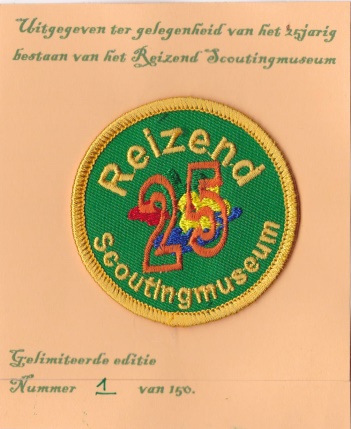 Uitgegeven ter gelegenheid van het 25jarig
bestaan van het Reizend Scoutingmuseum
Reizend
25
Scoutingmuseum
Gelimiteerde editie
Nummer 1 van 150.